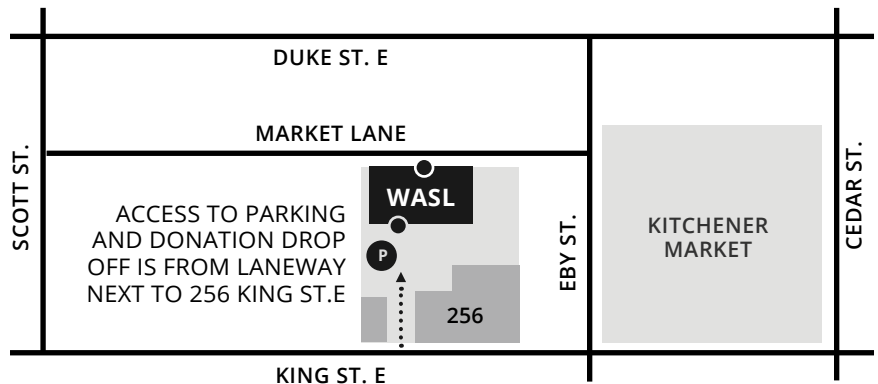 DUKE ST. E
MARKET LANE
SCOTT ST.
WASL
ACCESS TO PARKING
AND DONATION DROP
OFF IS FROM LANEWAY
NEXT TO 256 KING ST.E
P
256
EBY ST.
KITCHENER
MARKET
CEDAR ST.
KING ST. E